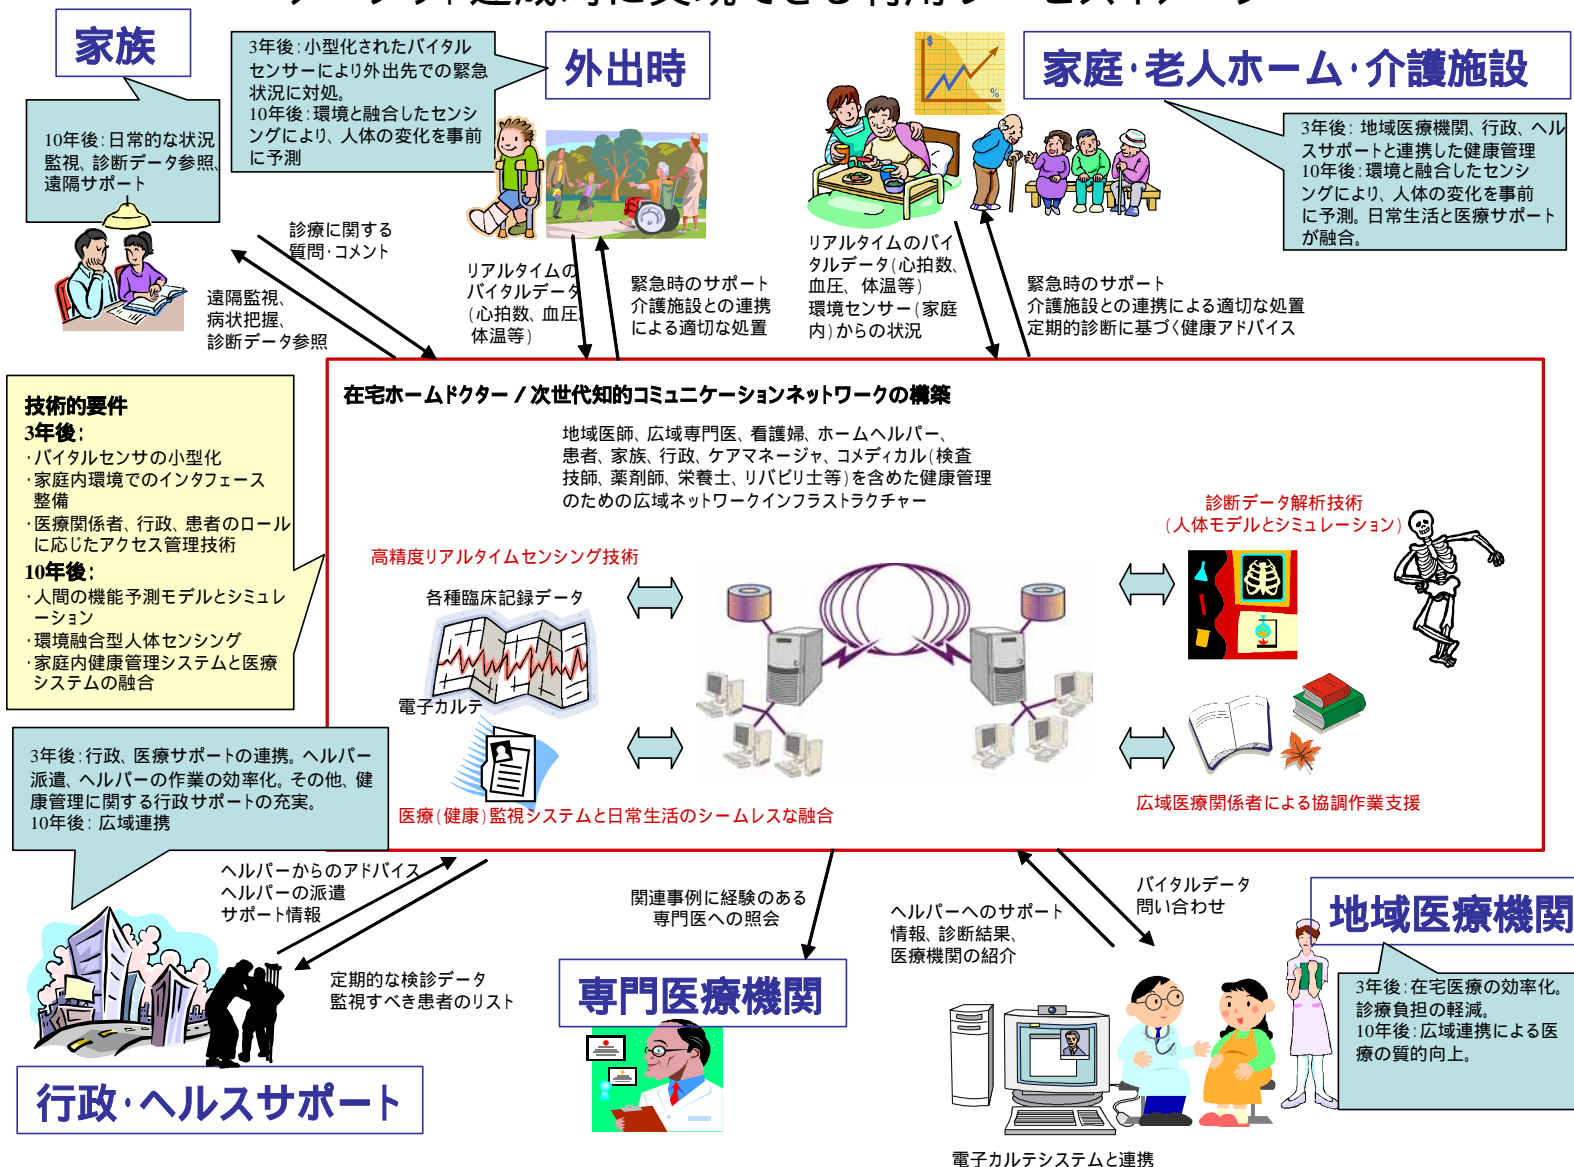 家族
3年後：小型化されたバイタル
センサーにより外出先での緊急
状況に対処。
10年後：環境と融合したセンシ
ングにより、人体の変化を事前
に予測
外出時
家庭・老人ホーム・介護施設
10年後：日常的な状況
監視、診断データ参照、
遠隔サポート
3年後：地域医療機関、行政、ヘル
スサポートと連携した健康管理
10年後：環境と融合したセンシ
ングにより、人体の変化を事前
に予測。日常生活と医療サポート
が融合。
$
%
診療に関する
質問・コメント
遠隔監視、
病状把握、
診断データ参照
リアルタイムの
バイタルデータ
(心拍数、血圧、
体温等)
緊急時のサポート
介護施設との連携
による適切な処置
リアルタイムのバイ
タルデータ(心拍数、
血圧、体温等)
環境センサー(家庭
内)からの状況
緊急時のサポート
介護施設との連携による適切な処置
定期的診断に基づく健康アドバイス
技術的要件
3年後：
・バイタルセンサの小型化
・家庭内環境でのインタフェース
整備
・医療関係者、行政、患者のロール
に応じたアクセス管理技術
10年後：
・人間の機能予測モデルとシミュレ
ーション
・環境融合型人体センシング
・家庭内健康管理システムと医療
システムの融合
在宅ホームドクター / 次世代知的コミュニケーションネットワークの構築
地域医師、広域専門医、看護婦、ホームヘルパー、
患者、家族、行政、ケアマネージャ、コメディカル(検査
技師、薬剤師、栄養士、リバビリ士等)を含めた健康管理
のための広域ネットワークインフラストラクチャー
高精度リアルタイムセンシング技術
各種臨床記録データ
電子カルテ
医療(健康)監視システムと日常生活のシームレスな融合
診断データ解析技術
(人体モデルとシミュレーション)
広域医療関係者による協調作業支援
3年後：行政、医療サポートの連携。ヘルパー
派遣、ヘルパーの作業の効率化。その他、健
康管理に関する行政サポートの充実。
10年後：広域連携
ヘルパーからのアドバイス
ヘルパーの派遣
サポート情報
定期的な検診データ
監視すべき患者のリスト
行政・ヘルスサポート
関連事例に経験のある
専門医への照会
専門医療機関
ヘルパーへのサポート
情報、診断結果、
医療機関の紹介
バイタルデータ
問い合わせ
地域医療機関
3年後：在宅医療の効率化。
診療負担の軽減。
10年後：広域連携による医
療の質的向上。
電子カルテシステムと連携